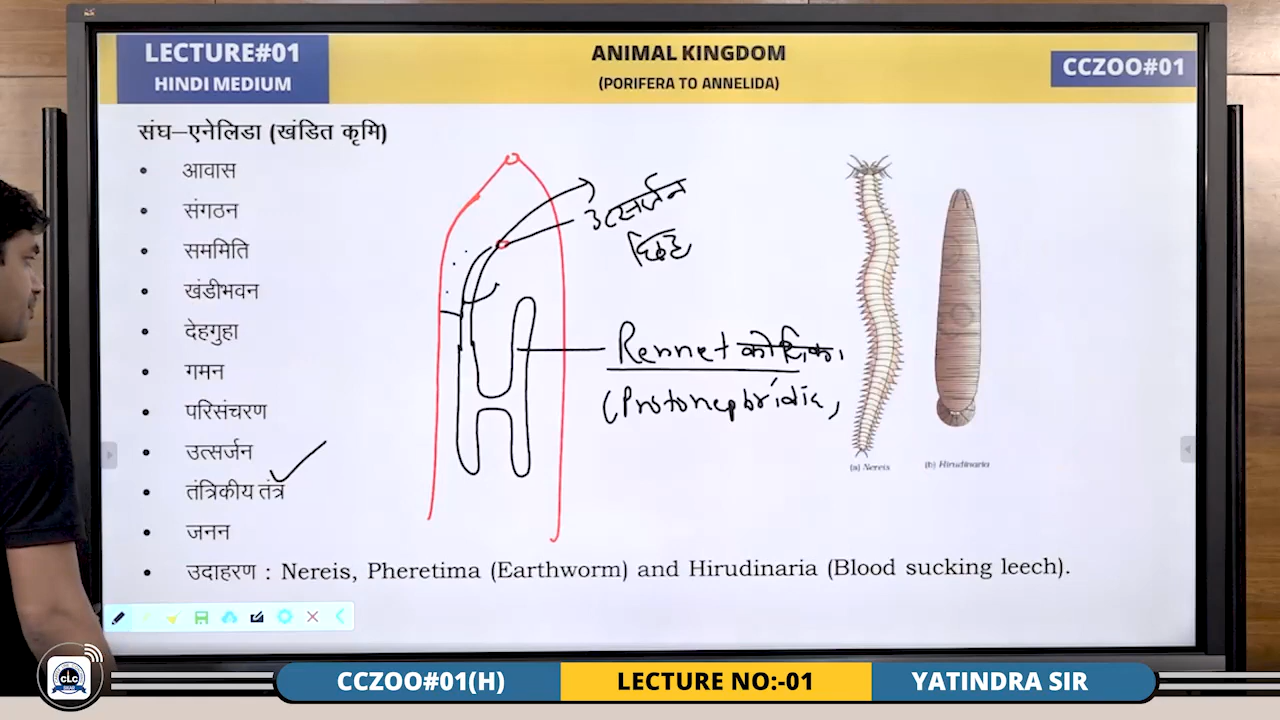 LECTURE#01
HINDI MEDIUM
ANIMAL KINGDOM
(PORIFERA TO ANNELIDA)
CCZOO#01
संघ–एनेलिडा (खंडित कृमि)
• आवास
• संगठन
• सममिति
• खंडीभवन
• देहगुहा
• गमन
• परिसंचरण
• उत्सर्जन
• तंत्रिकीय तंत्र
• जनन
• उदाहरण : Nereis, Pheretima (Earthworm) and Hirudinaria (Blood sucking leech).
उत्सर्जन
छिद्र
Rennet कोशिका
(Protonephridia)
(a) Nereis
(b) Hirudinaria
CLC
SIKAR
CCZOO#01(H)
LECTURE NO:-01
YATINDRA SIR